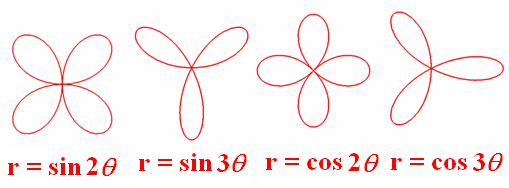 r = sin 2θ r = sin 3θ r = cos 2θ r = cos 3θ